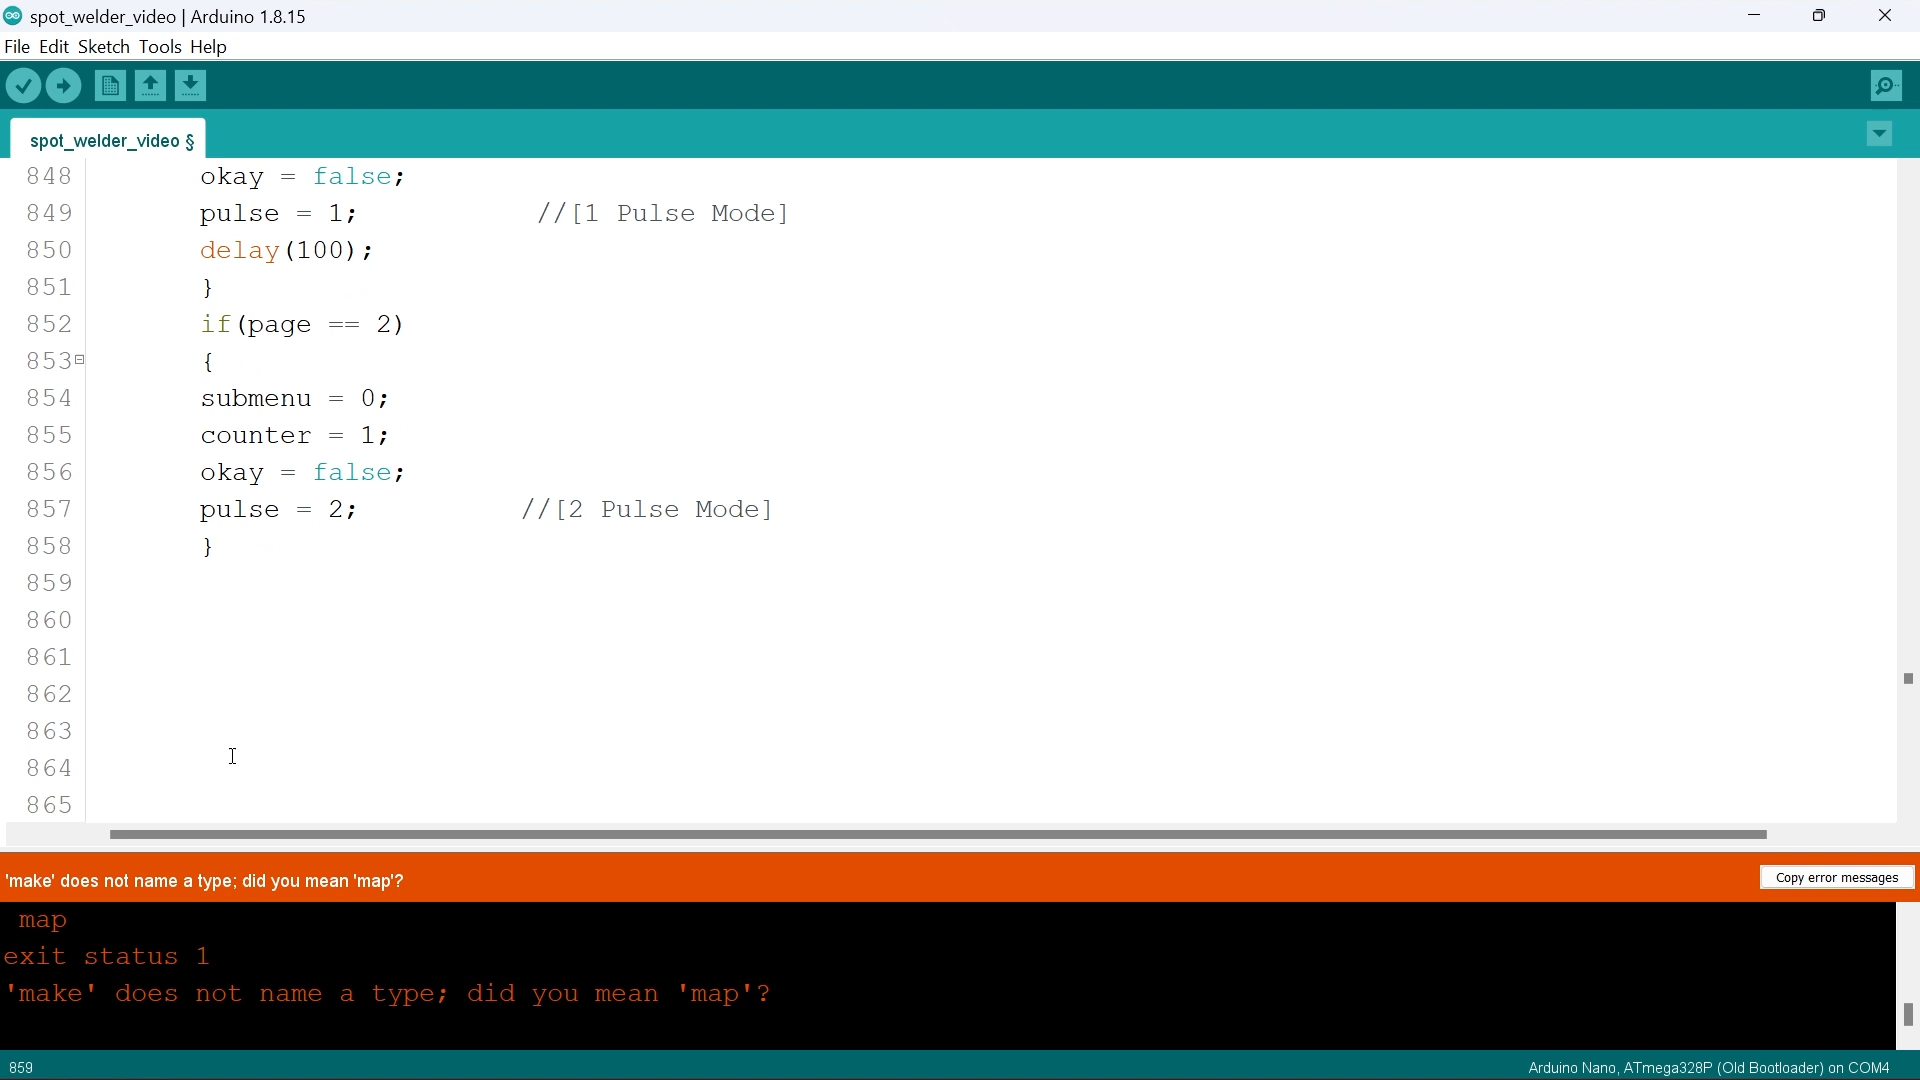 spot_welder_video | Arduino 1.8.15
File Edit Sketch Tools Help
spot_welder_video §
848 okay = false;
849 pulse = 1; //[1 Pulse Mode]
850 delay(100);
851 }
852 if(page == 2)
853 {
854 submenu = 0;
855 counter = 1;
856 okay = false;
857 pulse = 2; //[2 Pulse Mode]
858 }
859
860
861
862
863
864
865
'make' does not name a type; did you mean 'map'? Copy error messages
map
exit status 1
'make' does not name a type; did you mean 'map'?
859 Arduino Nano, ATmega328P (Old Bootloader) on COM4